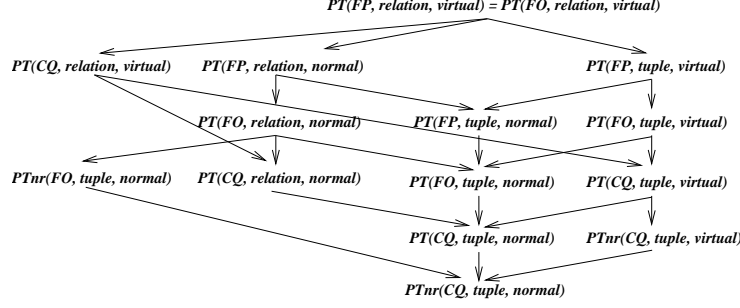 PT(FP, relation, virtual) = PT(FO, relation, virtual)
PT(CQ, relation, virtual) PT(FP, relation, normal) PT(FP, tuple, virtual)
PT(FO, relation, normal) PT(FP, tuple, normal) PT(FO, tuple, virtual)
PTnr(FO, tuple, normal) PT(CQ, relation, normal) PT(FO, tuple, normal) PT(CQ, tuple, virtual)
PT(CQ, tuple, normal) PTnr(CQ, tuple, virtual)
PTnr(CQ, tuple, normal)